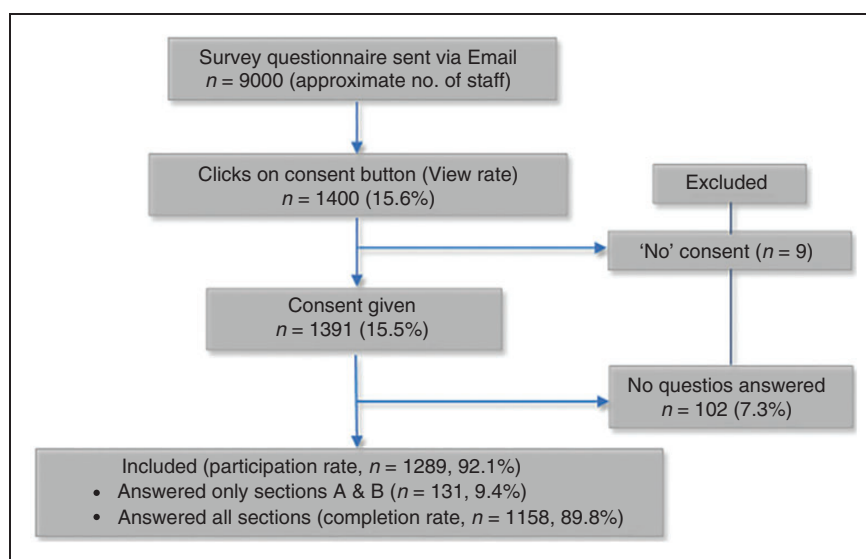 Survey questionnaire sent via Email
n = 9000 (approximate no. of staff)
Clicks on consent button (View rate)
n = 1400 (15.6%)
Excluded
'No' consent (n = 9)
Consent given
n = 1391 (15.5%)
No questios answered
n = 102 (7.3%)
Included (participation rate, n = 1289, 92.1%)
• Answered only sections A & B (n = 131, 9.4%)
• Answered all sections (completion rate, n = 1158, 89.8%)